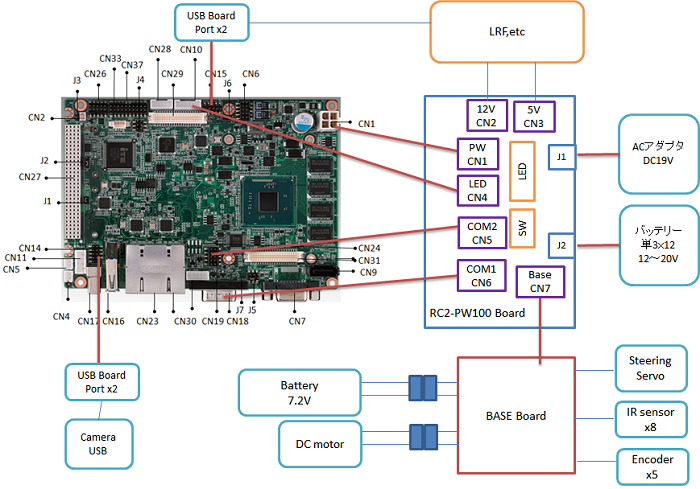 USB Board
Port x2
LRF,etc
CN28
CN10
CN33
CN37
CN29
CN15
CN6
J3
CN26
J4
J6
CN2
CN1
J2
CN27
J1
CN14
CN11
CN5
CN4
CN17
CN16
CN23
CN30
CN19
CN18
J7
J5
CN7
CN24
CN31
CN9
12V
CN2
5V
CN3
PW
CN1
LED
CN4
LED
J1
COM2
CN5
SW
J2
COM1
CN6
Base
CN7
RC2-PW100 Board
ACアダプタ
DC19V
バッテリー
単3×12
12～20V
USB Board
Port x2
Camera
USB
Battery
7.2V
DC motor
BASE Board
Steering
Servo
IR sensor
x8
Encoder
x5